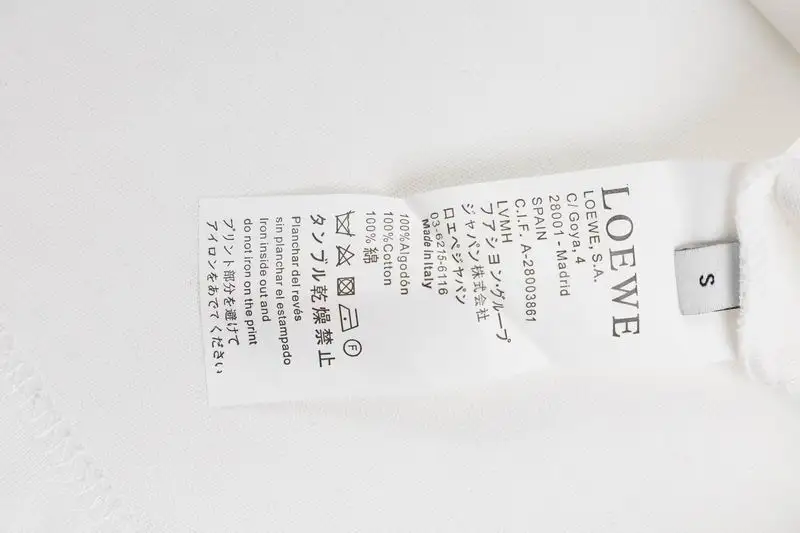 S
LOEWE
LOEWE, S.A.
C/ Goya, 4
28001 - Madrid
SPAIN
C.I.F. A-28003861
LVMH
ファション・グループ
ジャパン株式会社
ロエベジャパン
03-6215-6116
Made in Italy
100%Algodón
100%Cotton
100% 綿
F
タンブル乾燥禁止
Planchar del revés
sin planchar el estampado
Iron inside out and
do not iron on the print
プリント部分を避けて
アイロンをあててください